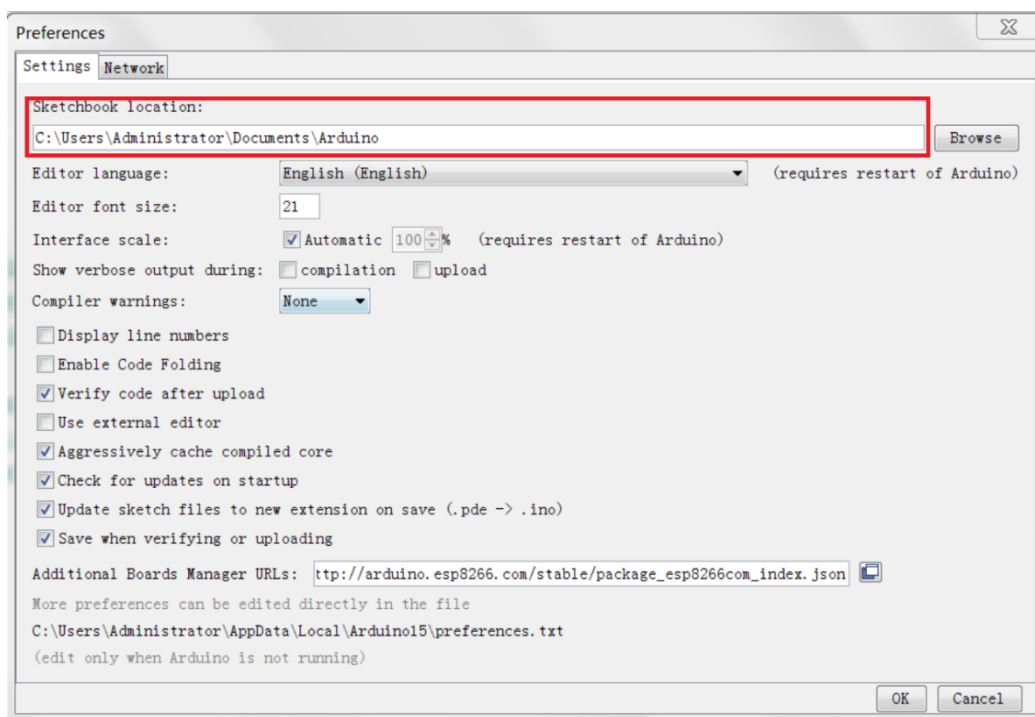 Preferences
Settings Network
Sketchbook location:
C:\Users\Administrator\Documents\Arduino Browse
Editor language: English (English) (requires restart of Arduino)
Editor font size: 21
Interface scale: Automatic 100 % (requires restart of Arduino)
Show verbose output during: compilation upload
Compiler warnings: None
Display line numbers
Enable Code Folding
Verify code after upload
Use external editor
Aggressively cache compiled core
Check for updates on startup
Update sketch files to new extension on save (.pde -> .ino)
Save when verifying or uploading
Additional Boards Manager URLs: ttp://arduino.esp8266.com/stable/package_esp8266com_index.json
More preferences can be edited directly in the file
C:\Users\Administrator\AppData\Local\Arduino15\preferences.txt
(edit only when Arduino is not running)
OK Cancel